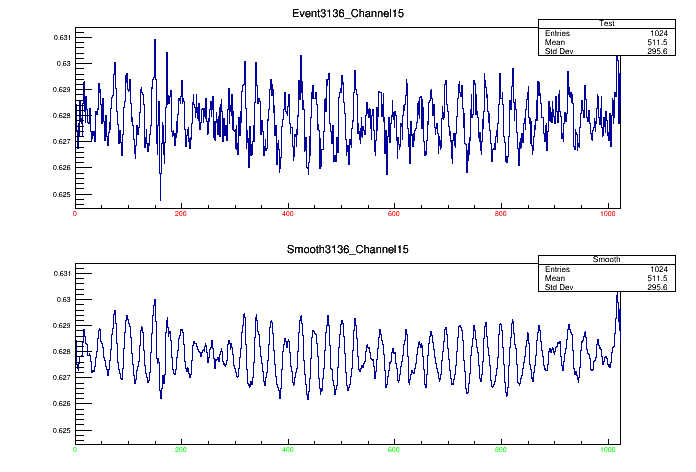 Event3136_Channel15
Test
Entries 1024
Mean 511.5
Std Dev 295.6
0.631
0.63
0.629
0.628
0.627
0.626
0.625
0 200 400 600 800 1000
Smooth3136_Channel15
Smooth
Entries 1024
Mean 511.5
Std Dev 295.6
0.631
0.63
0.629
0.628
0.627
0.626
0.625
0 200 400 600 800 1000